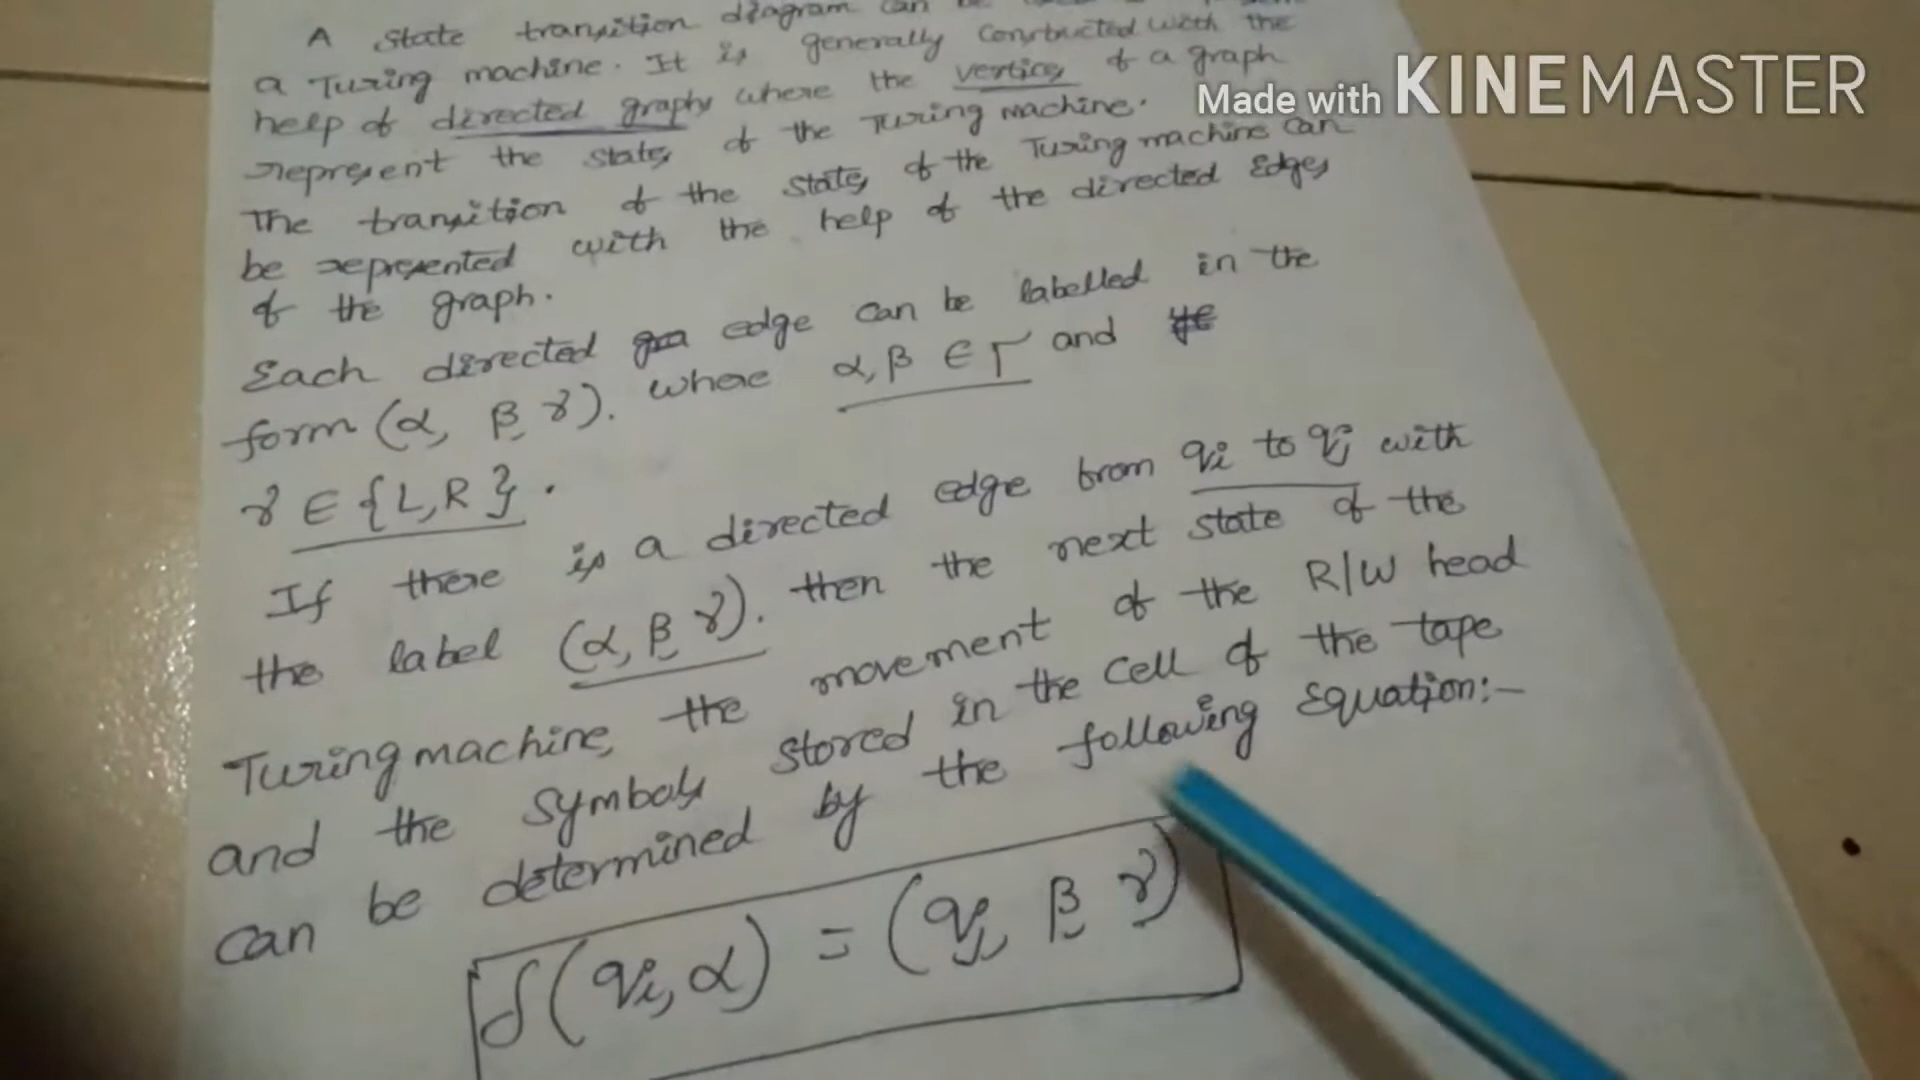 A state transition diagram can be
a Turing machine. It is generally constructed with the
help of directed graphs where the vertices of a graph
represent the states of the Turing machine.
The transition of the states of the Turing machine can
be represented with the help of the directed edges
of the graph.
Each directed edge can be labelled in the
form (α, β, γ). where α, β ∈ Γ and
γ ∈ {L,R}.
If there is a directed edge from qi to qj with
the label (α, β, γ). then the next state of the
Turing machine, the movement of the R/W head
and the symbols stored in the cell of the tape
can be determined by the following Equation:-
δ(qi, α) = (qj, β, γ)
Made with KINEMASTER